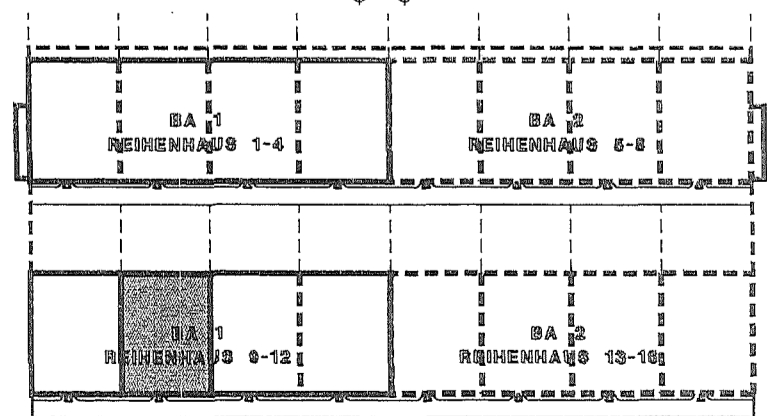 BA 1
REIHENHAUS 1-4
BA 2
REIHENHAUS 5-8
BA 1
REIHENHAUS 9-12
BA 2
REIHENHAUS 13-16